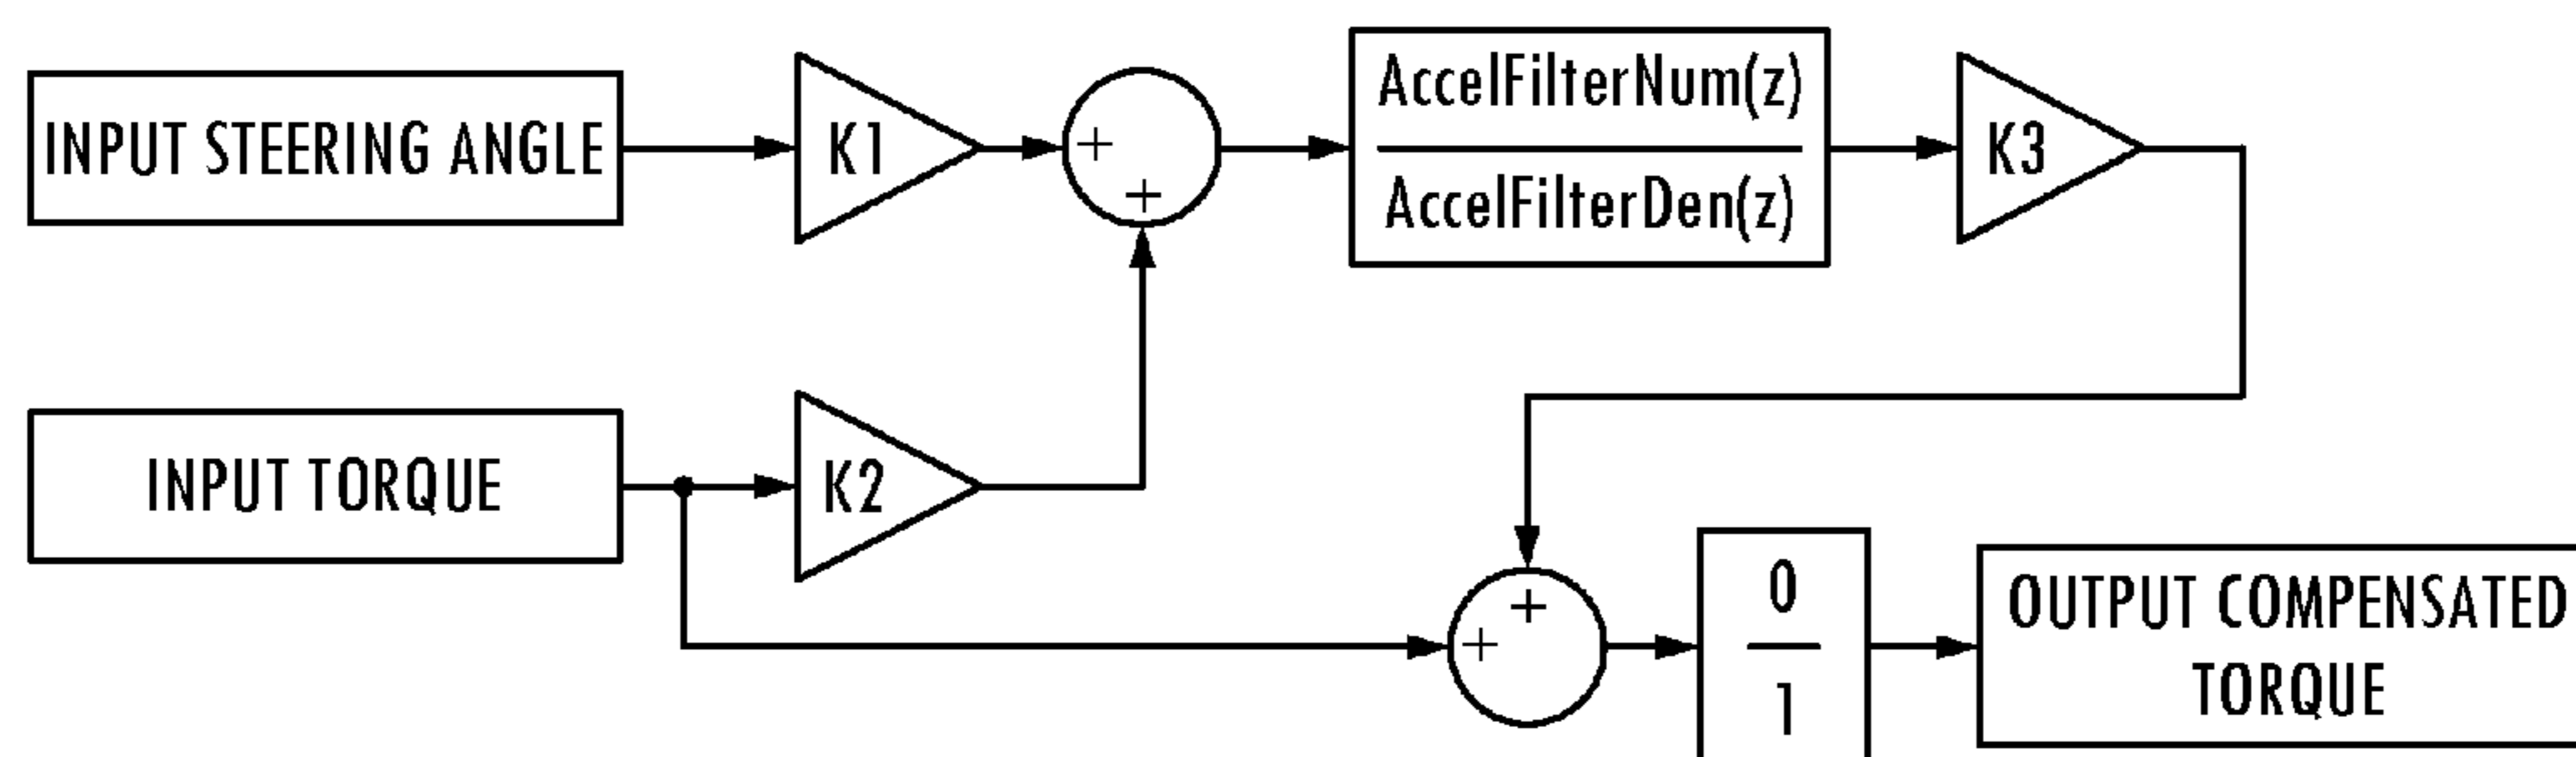 INPUT STEERING ANGLE
K1
+
+
AccelFilterNum(z)
AccelFilterDen(z)
K3
INPUT TORQUE
K2
+
+
0
1
OUTPUT COMPENSATED
TORQUE